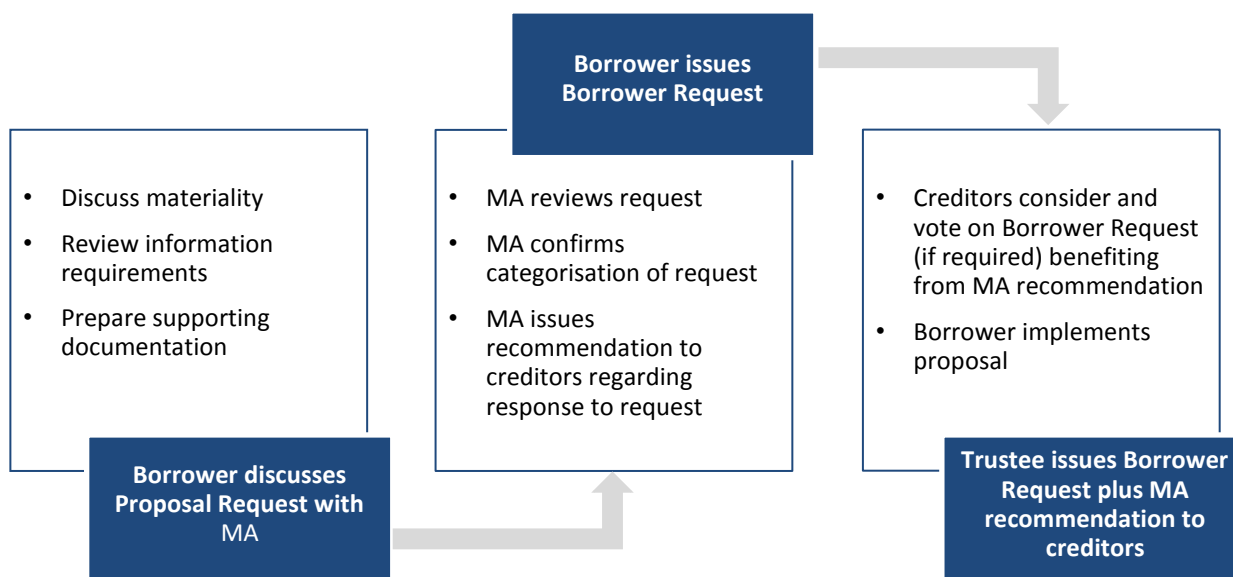 • Discuss materiality
• Review information
requirements
• Prepare supporting
documentation
Borrower discusses
Proposal Request with
MA
Borrower issues
Borrower Request
• MA reviews request
• MA confirms
categorisation of request
• MA issues
recommendation to
creditors regarding
response to request
• Creditors consider and
vote on Borrower Request
(if required) benefiting
from MA recommendation
• Borrower implements
proposal
Trustee issues Borrower
Request plus MA
recommendation to
creditors